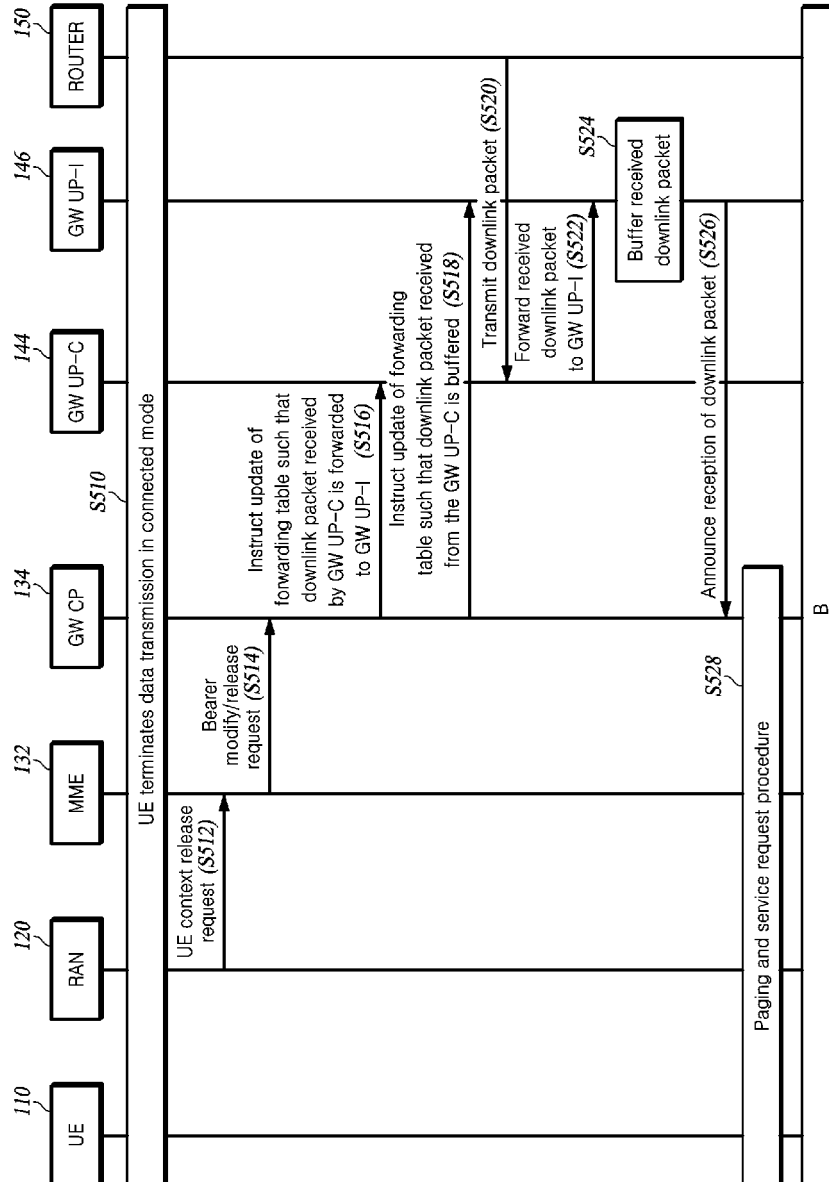 110
120
132
134
144
146
150
UE
RAN
MME
GW CP
GW UP-C
GW UP-I
ROUTER
S510
UE terminates data transmission in connected mode
UE context release
request (S512)
Bearer
modify/release
request (S514)
Instruct update of
forwarding table such that
downlink packet received
by GW UP-C is forwarded
to GW UP-I (S516)
Instruct update of forwarding
table such that downlink packet received
from the GW UP-C is buffered (S518)
Transmit downlink packet (S520)
Forward received
downlink packet
to GW UP-I (S522)
S524
Buffer received
downlink packet
Announce reception of downlink packet (S526)
S528
Paging and service request procedure
B